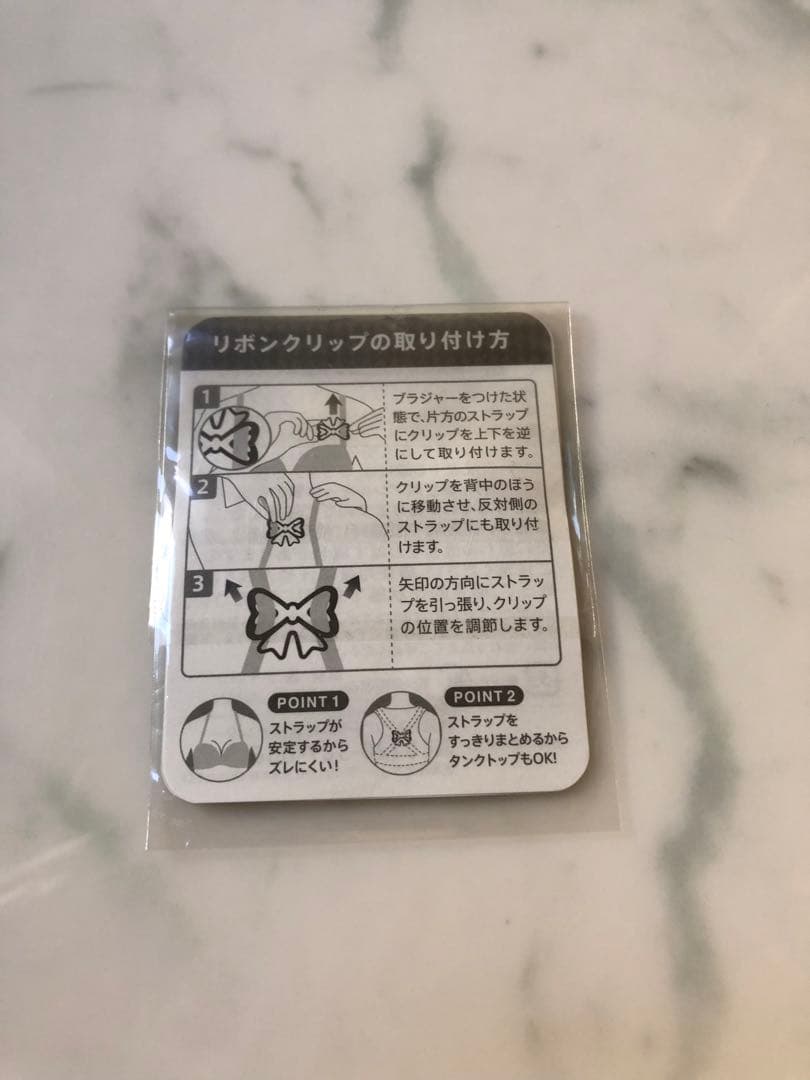 リボンクリップの取り付け方
1
ブラジャーをつけた状
態で、片方のストラップ
にクリップを上下を逆
にして取り付けます。
2
クリップを背中のほう
に移動させ、反対側の
ストラップにも取り付
けます。
3
矢印の方向にストラッ
プを引っ張り、クリップ
の位置を調節します。
POINT 1
ストラップが
安定するから
ズレにくい!
POINT 2
ストラップを
すっきりまとめるから
タンクトップもOK!